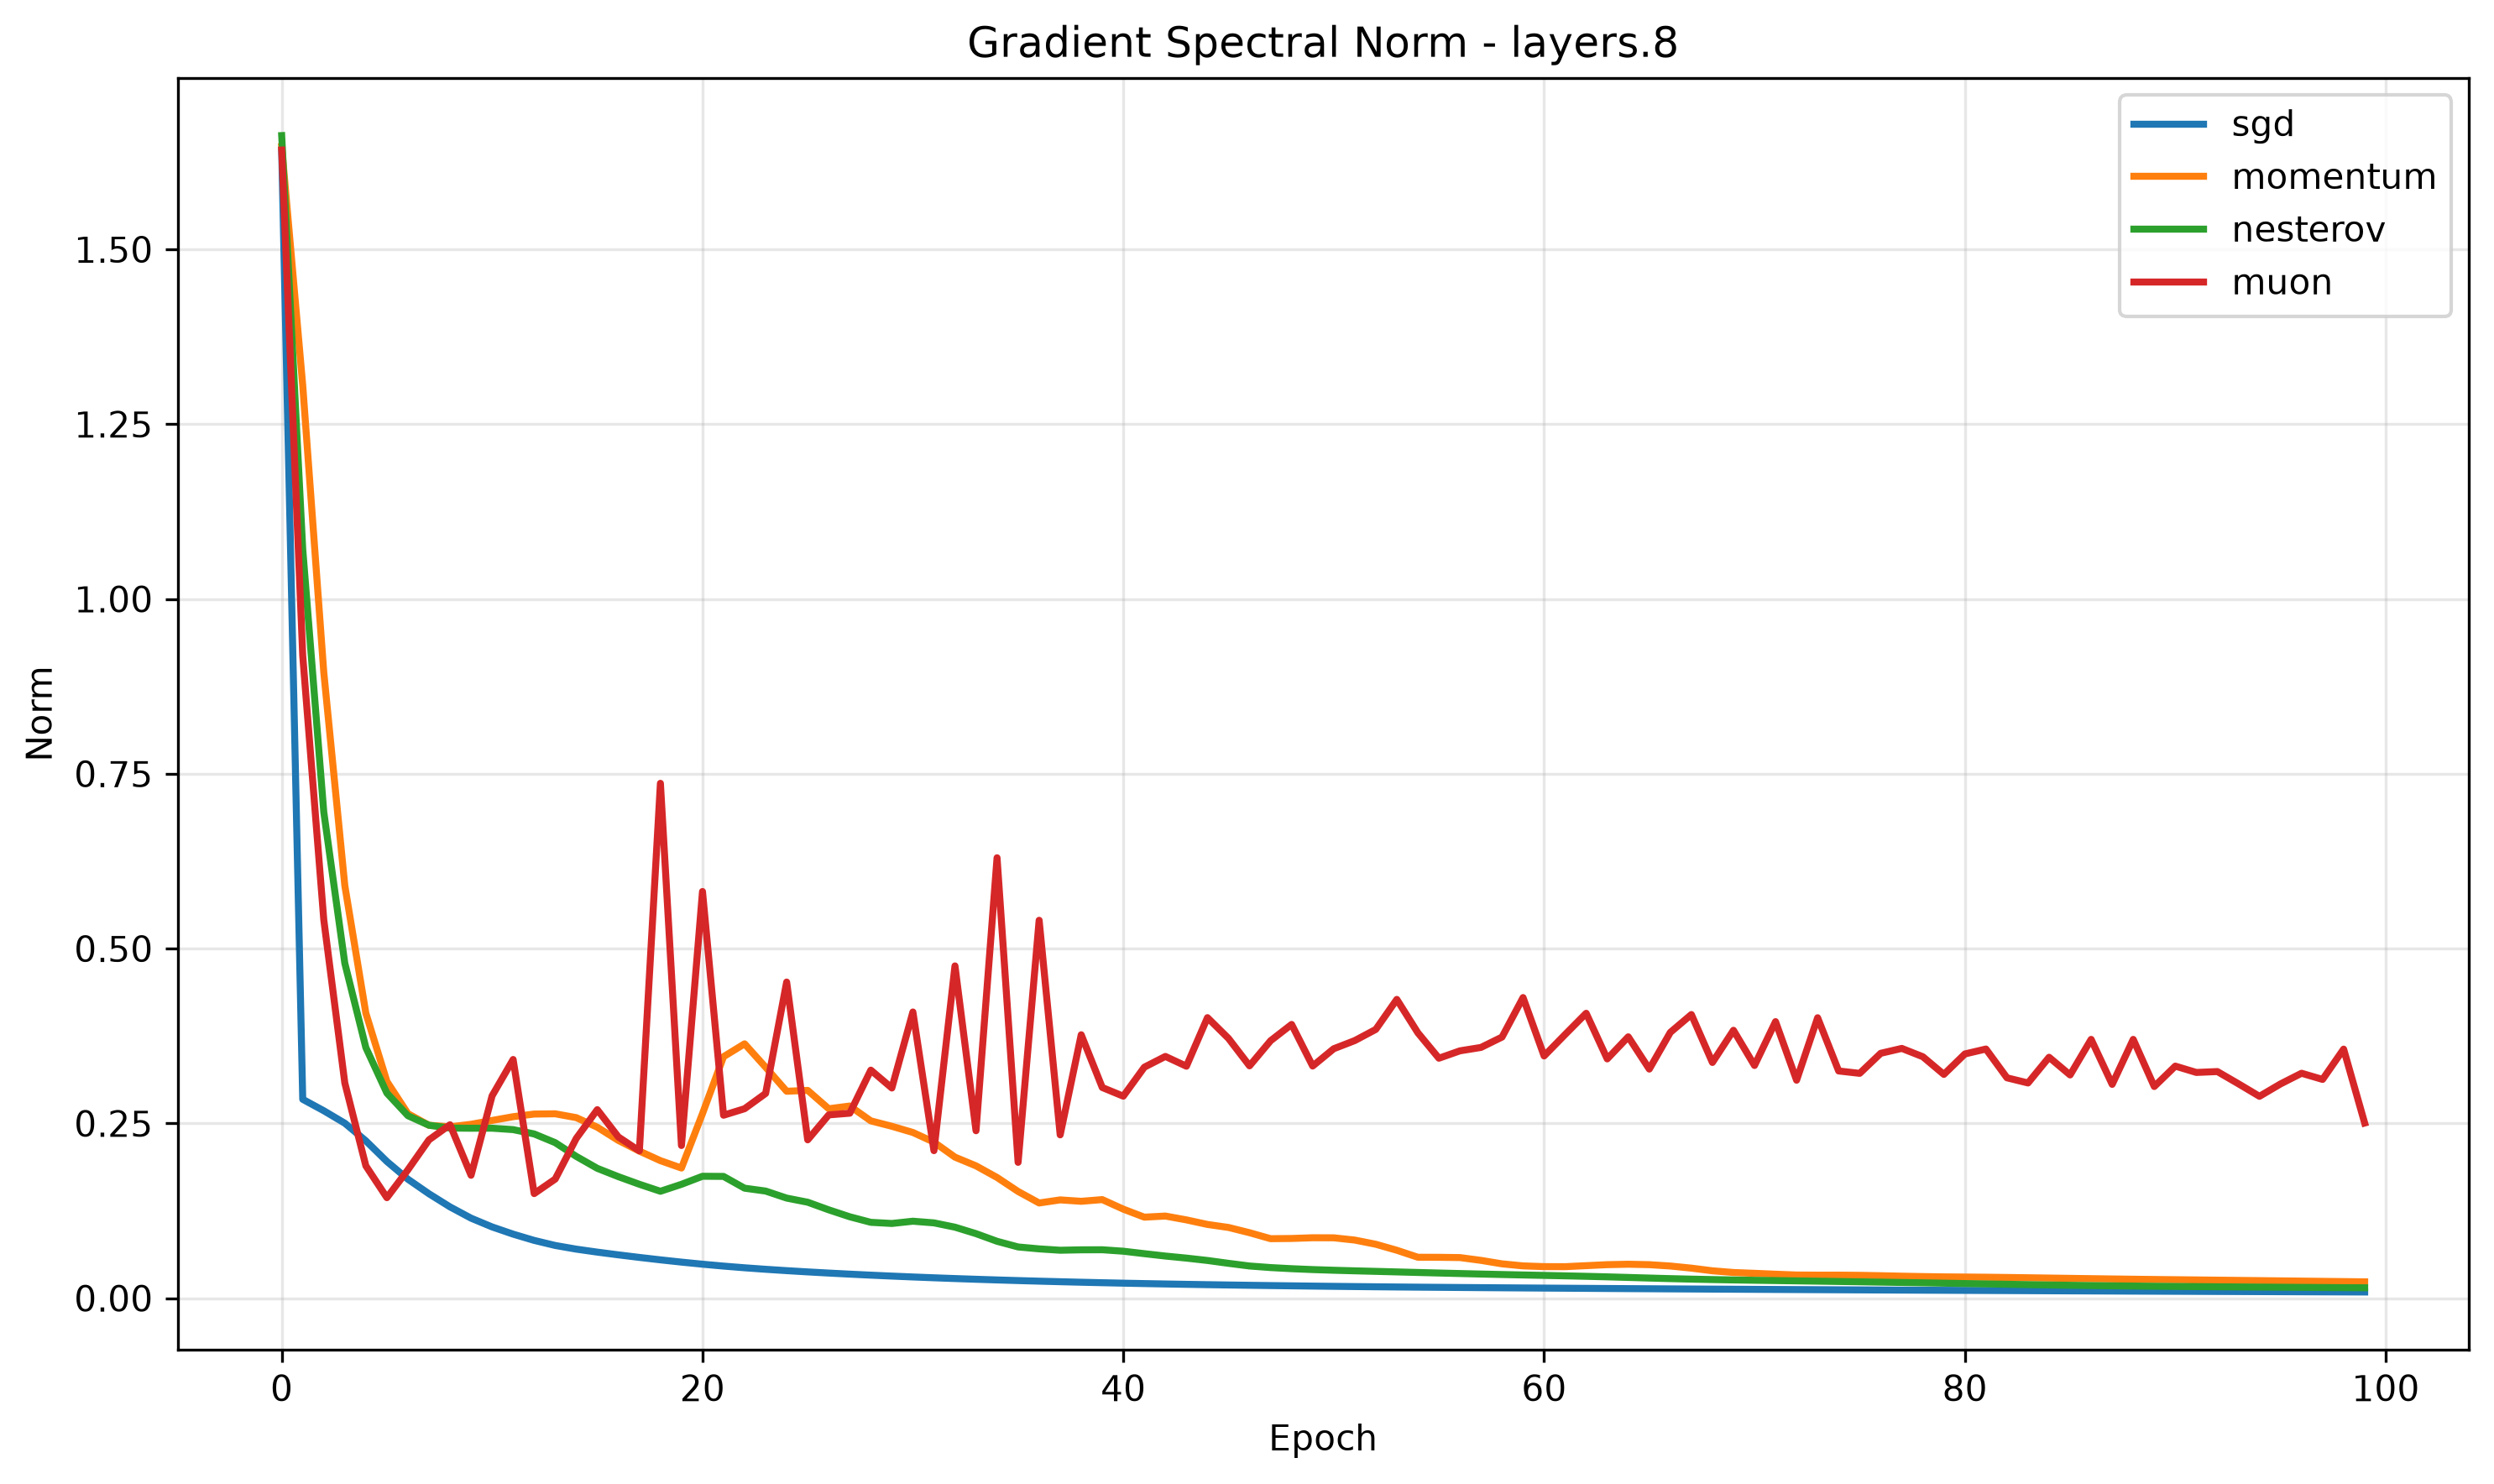 Gradient Spectral Norm - layers.8
sgd
momentum
nesterov
muon
1.50
1.25
1.00
0.75
0.50
0.25
0.00
Norm
0 20 40 60 80 100
Epoch